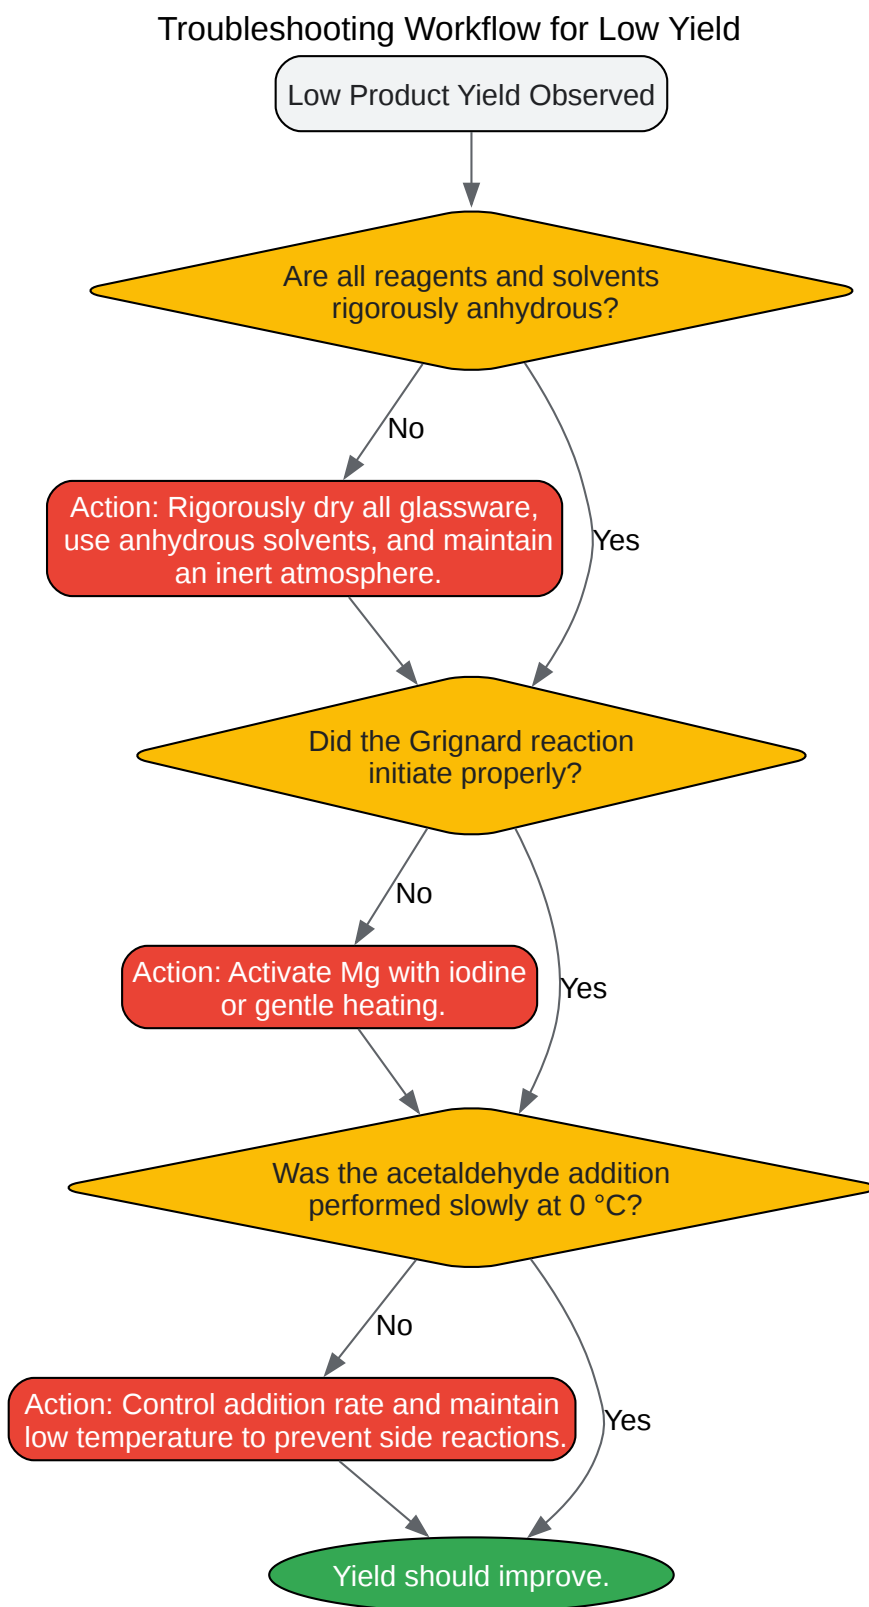 Troubleshooting Workflow for Low Yield
Low Product Yield Observed
Are all reagents and solvents
rigorously anhydrous?
No
Action: Rigorously dry all glassware,
use anhydrous solvents, and maintain
an inert atmosphere.
Yes
Did the Grignard reaction
initiate properly?
No
Action: Activate Mg with iodine
or gentle heating.
Yes
Was the acetaldehyde addition
performed slowly at 0 °C?
No
Action: Control addition rate and maintain
low temperature to prevent side reactions.
Yes
Yield should improve.